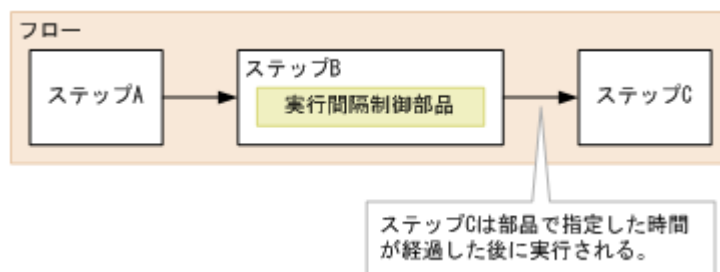 フロー
ステップA
ステップB
実行間隔制御部品
ステップC
ステップCは部品で指定した時間
が経過した後に実行される。